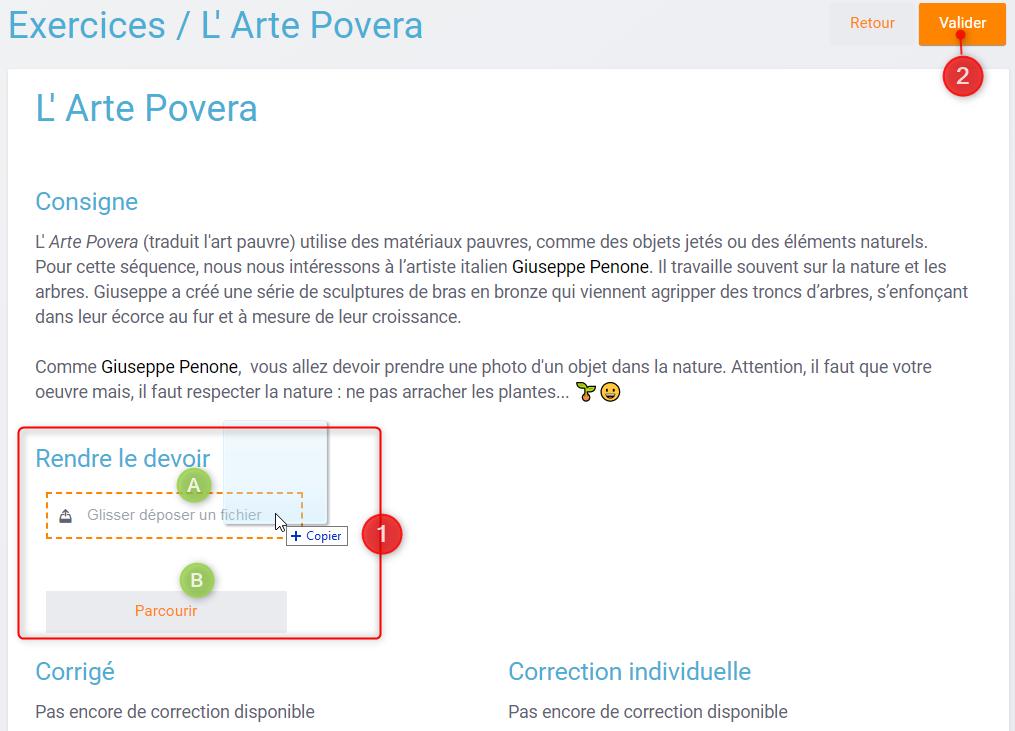 Exercices / L' Arte Povera
Retour
Valider
2
L' Arte Povera
Consigne
L' Arte Povera (traduit l'art pauvre) utilise des matériaux pauvres, comme des objets jetés ou des éléments naturels.
Pour cette séquence, nous nous intéressons à l’artiste italien Giuseppe Penone. Il travaille souvent sur la nature et les
arbres. Giuseppe a créé une série de sculptures de bras en bronze qui viennent agripper des troncs d’arbres, s’enfonçant
dans leur écorce au fur et à mesure de leur croissance.
Comme Giuseppe Penone,  vous allez devoir prendre une photo d'un objet dans la nature. Attention, il faut que votre
oeuvre mais, il faut respecter la nature : ne pas arracher les plantes... 🌱😀
Rendre le devoir
A
Glisser déposer un fichier
+ Copier
1
B
Parcourir
Corrigé
Pas encore de correction disponible
Correction individuelle
Pas encore de correction disponible